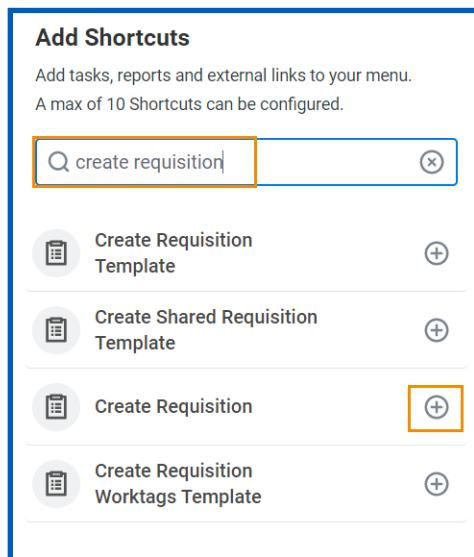 Add Shortcuts
Add tasks, reports and external links to your menu.
A max of 10 Shortcuts can be configured.
create requisition
Create Requisition
Template
Create Shared Requisition
Template
Create Requisition
Create Requisition
Worktags Template